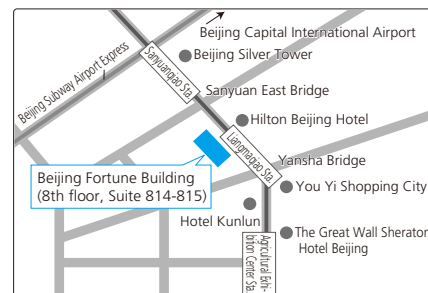 Beijing Capital International Airport
Beijing Subway Airport Express
Sanyuanqiao Sta.
Beijing Silver Tower
Sanyuan East Bridge
Hilton Beijing Hotel
Liangmaqiao Sta.
Yansha Bridge
Beijing Fortune Building
(8th floor, Suite 814-815)
You Yi Shopping City
Hotel Kunlun
The Great Wall Sheraton
Hotel Beijing
Agricultural Exhi-
bition Center Sta.